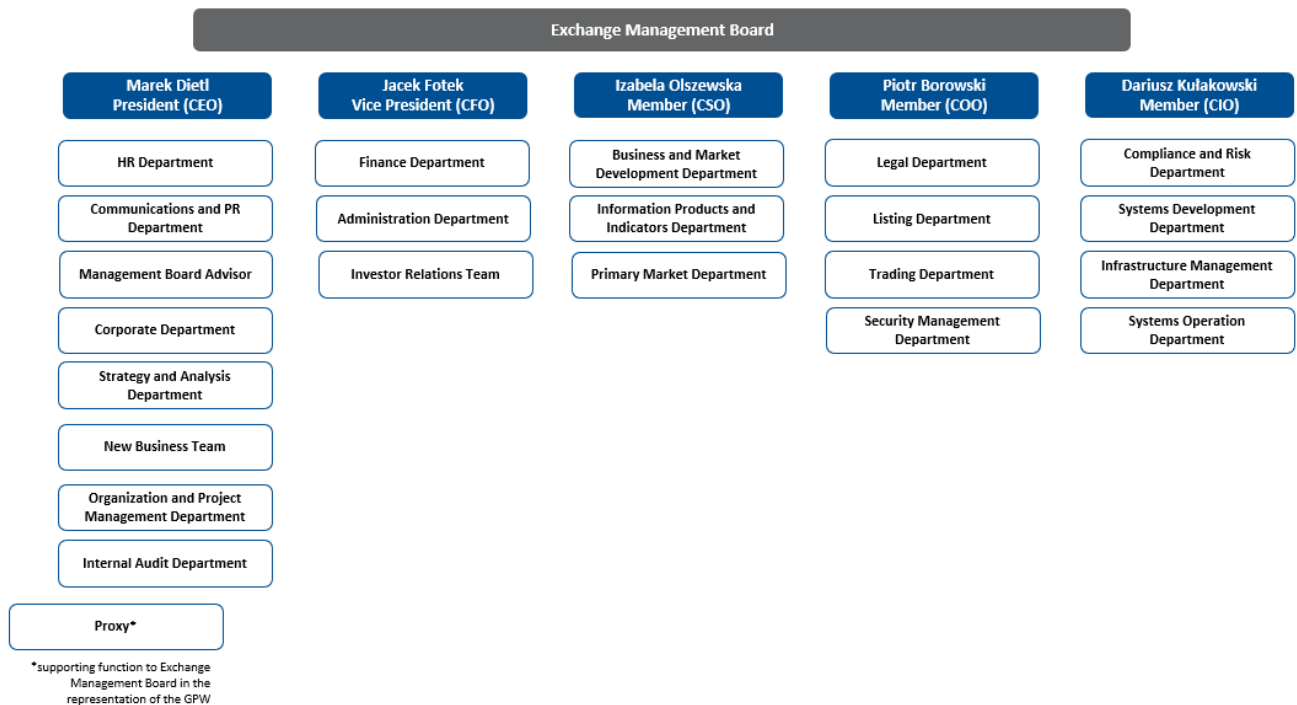 Exchange Management Board
Marek Dietl
President (CEO)
HR Department
Communications and PR
Department
Management Board Advisor
Corporate Department
Strategy and Analysis
Department
New Business Team
Organization and Project
Management Department
Internal Audit Department
Proxy*
*supporting function to Exchange
Management Board in the
representation of the GPW
Jacek Fotek
Vice President (CFO)
Finance Department
Administration Department
Investor Relations Team
Izabela Olszewska
Member (CSO)
Business and Market
Development Department
Information Products and
Indicators Department
Primary Market Department
Piotr Borowski
Member (COO)
Legal Department
Listing Department
Trading Department
Security Management
Department
Dariusz Kułakowski
Member (CIO)
Compliance and Risk
Department
Systems Development
Department
Infrastructure Management
Department
Systems Operation
Department